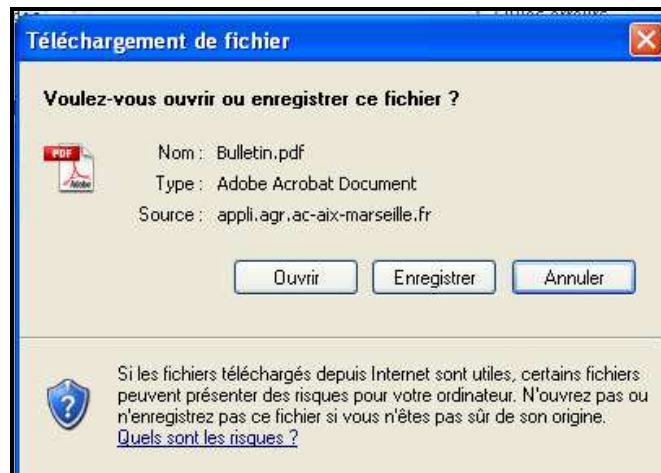 Téléchargement de fichier
Voulez-vous ouvrir ou enregistrer ce fichier ?
PDF
Adobe
Nom : Bulletin.pdf
Type : Adobe Acrobat Document
Source : appli.agr.ac-aix-marseille.fr
Ouvrir Enregistrer Annuler
Si les fichiers téléchargés depuis Internet sont utiles, certains fichiers
peuvent présenter des risques pour votre ordinateur. N'ouvrez pas ou
n'enregistrez pas ce fichier si vous n'êtes pas sûr de son origine.
Quels sont les risques ?